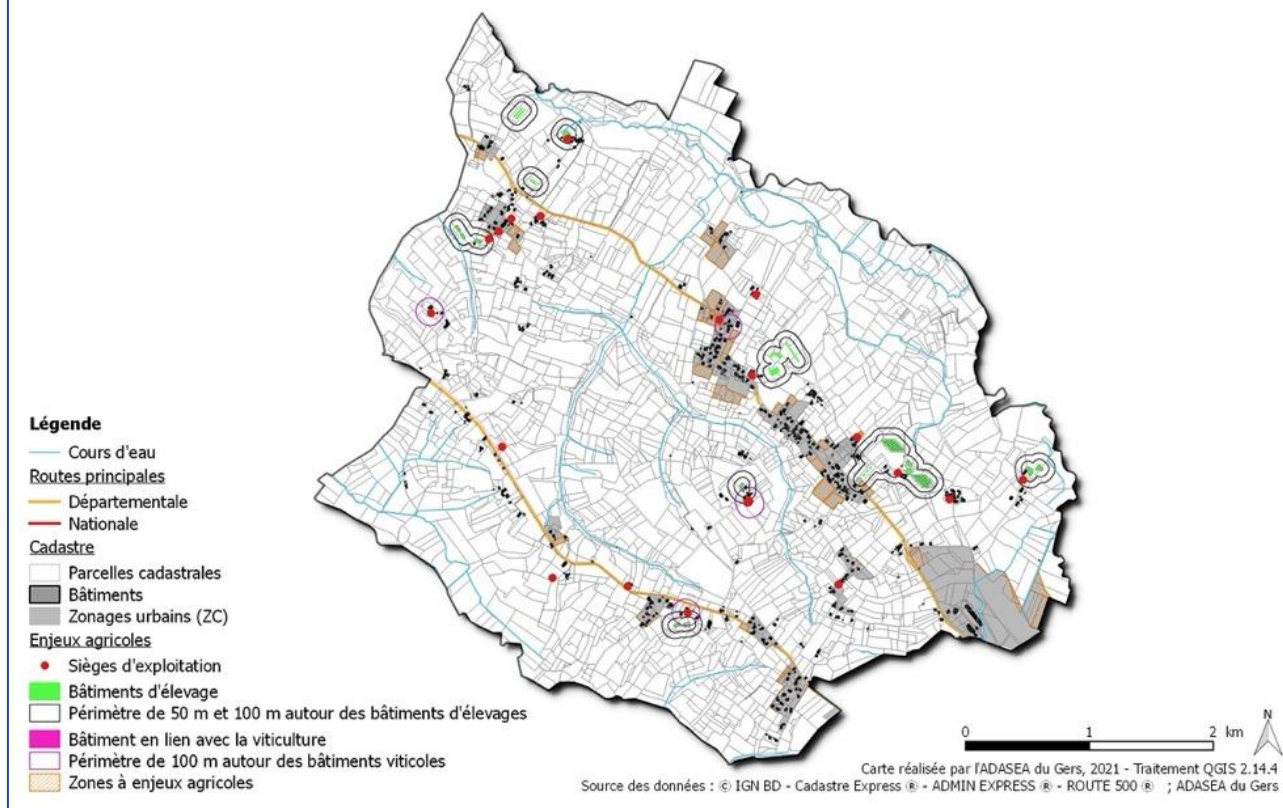 Légende
Cours d'eau
Routes principales
Départementale
Nationale
Cadastre
Parcelles cadastrales
Bâtiments
Zonages urbains (ZC)
Enjeux agricoles
Sièges d'exploitation
Bâtiments d'élevage
Périmètre de 50 m et 100 m autour des bâtiments d'élevages
Bâtiment en lien avec la viticulture
Périmètre de 100 m autour des bâtiments viticoles
Zones à enjeux agricoles
0 1 2 km
N
Carte réalisée par l'ADASEA du Gers, 2021 - Traitement QGIS 2.14.4
Source des données : © IGN BD - Cadastre Express ® - ADMIN EXPRESS ® - ROUTE 500 ® ; ADASEA du Gers